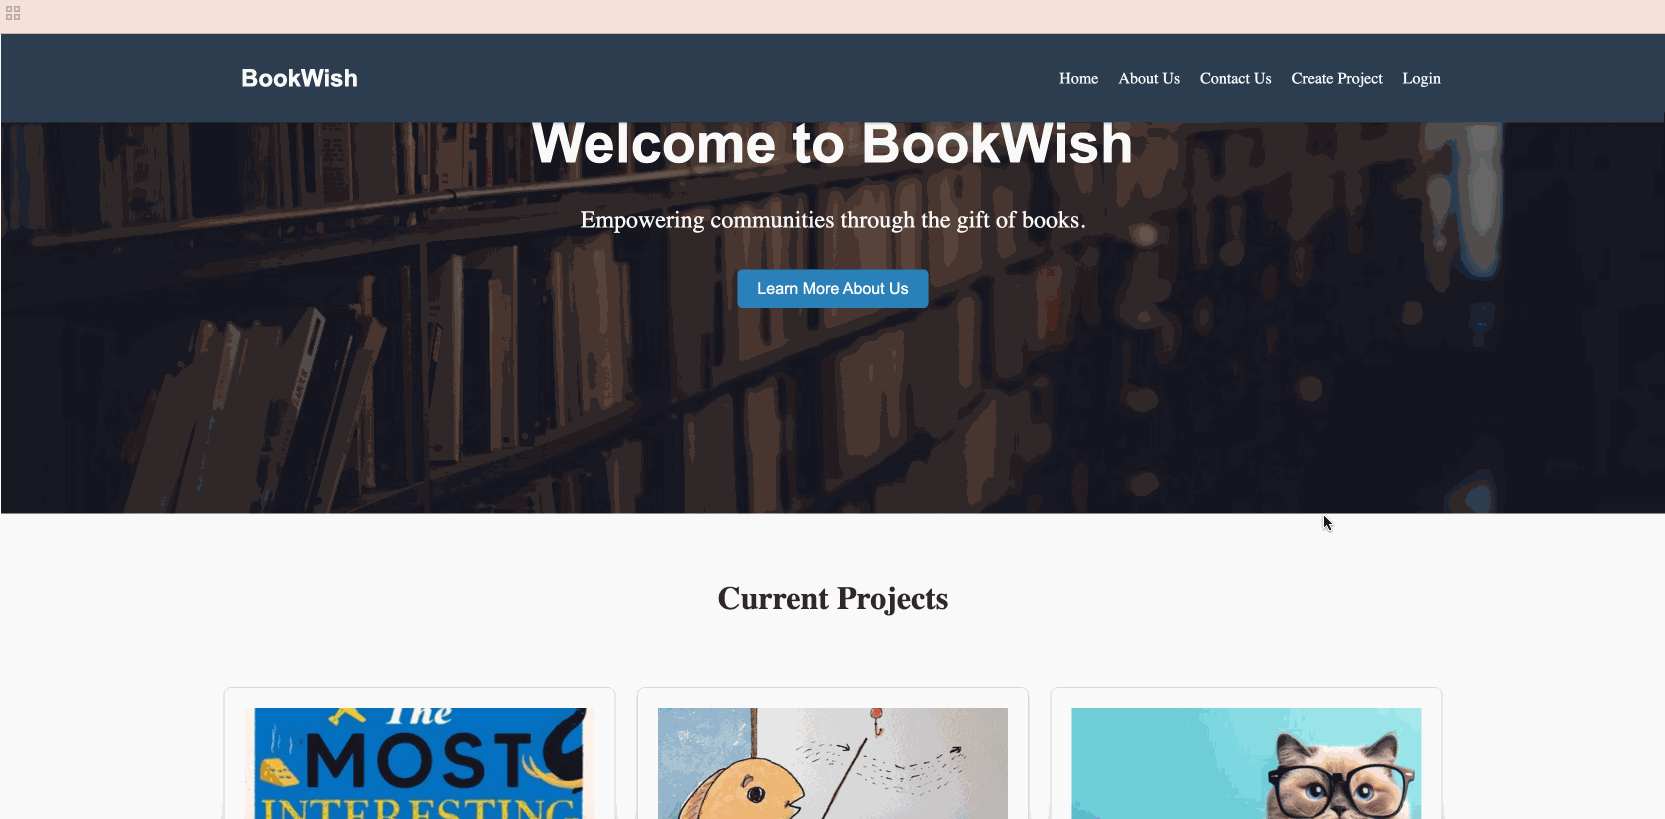 BookWish
Home About Us Contact Us Create Project Login
Welcome to BookWish
Empowering communities through the gift of books.
Learn More About Us
Current Projects
The
MOST
INTERESTING